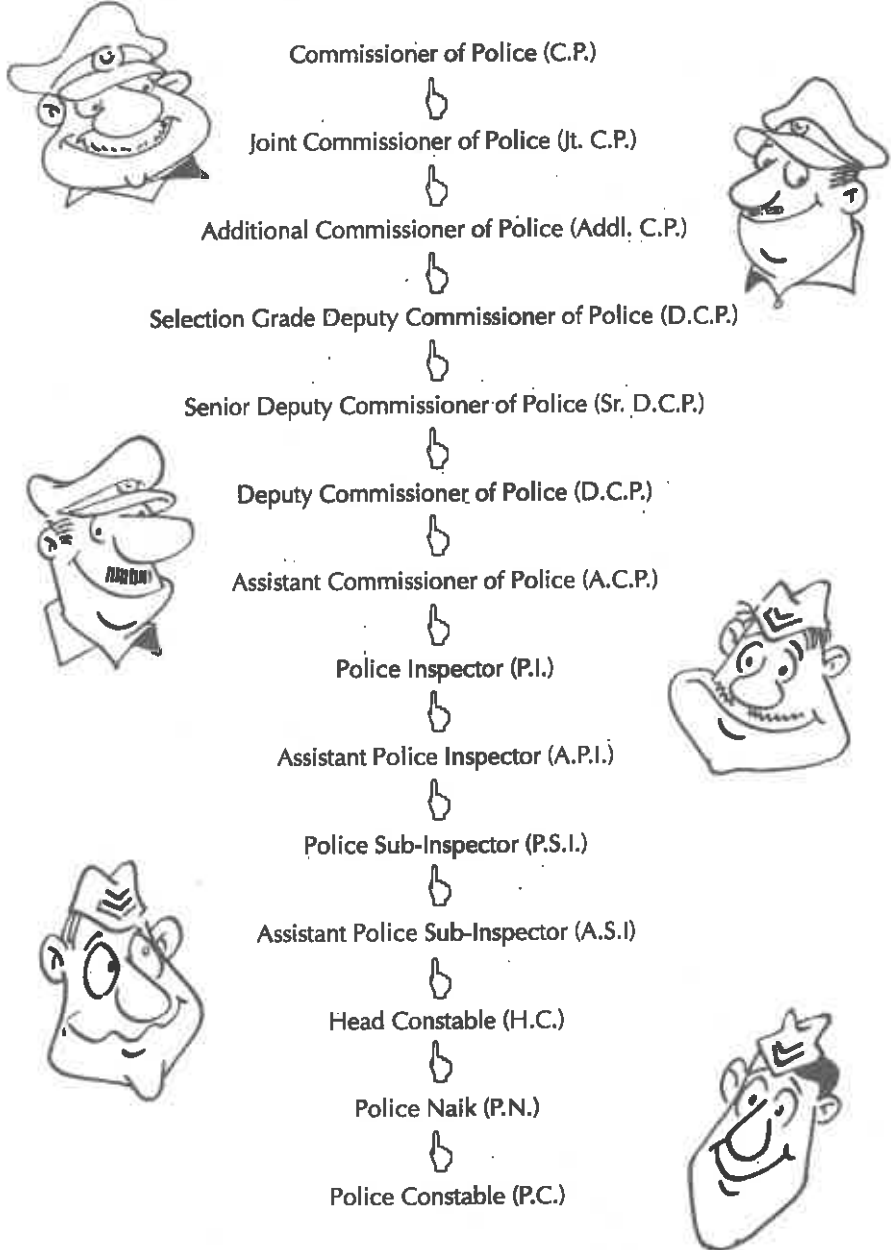 Commissioner of Police (C.P.)
Joint Commissioner of Police (Jt. C.P.)
Additional Commissioner of Police (Addl. C.P.)
Selection Grade Deputy Commissioner of Police (D.C.P.)
Senior Deputy Commissioner of Police (Sr. D.C.P.)
Deputy Commissioner of Police (D.C.P.)
Assistant Commissioner of Police (A.C.P.)
Police Inspector (P.I.)
Assistant Police Inspector (A.P.I.)
Police Sub-Inspector (P.S.I.)
Assistant Police Sub-Inspector (A.S.I)
Head Constable (H.C.)
Police Naik (P.N.)
Police Constable (P.C.)